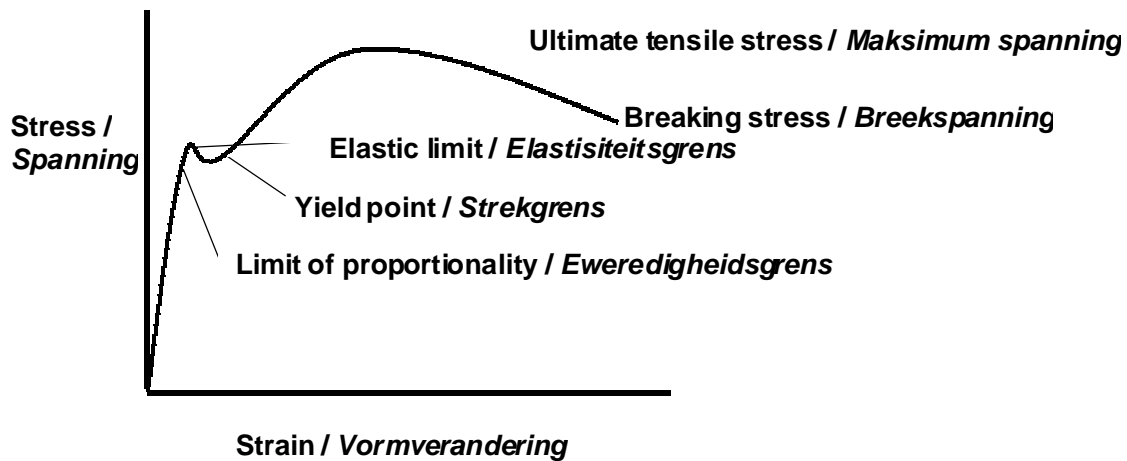 Ultimate tensile stress / Maksimum spanning
Stress /
Spanning
Breaking stress / Breekspanning
Elastic limit / Elastisiteitsgrens
Yield point / Strekgrens
Limit of proportionality / Eweredigheidsgrens
Strain / Vormverandering